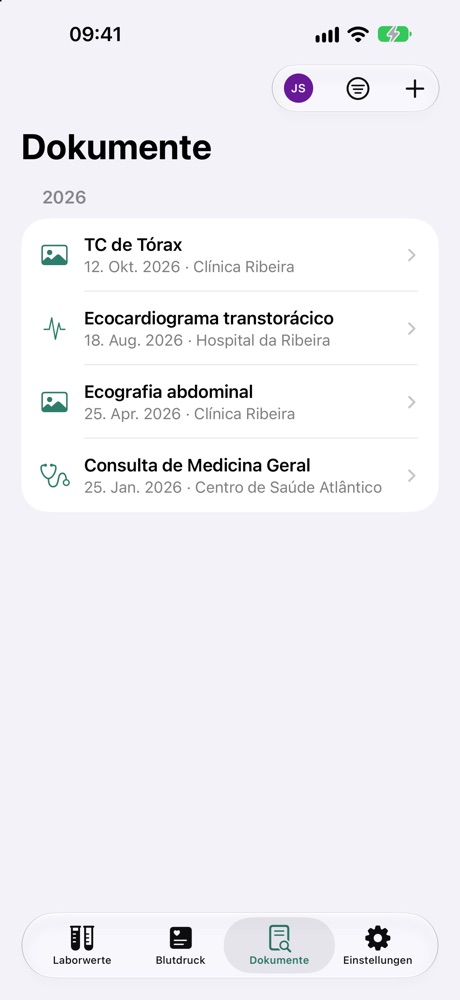 09:41
JS
Dokumente
2026
TC de Tórax
12. Okt. 2026 · Clínica Ribeira
Ecocardiograma transtorácico
18. Aug. 2026 · Hospital da Ribeira
Ecografia abdominal
25. Apr. 2026 · Clínica Ribeira
Consulta de Medicina Geral
25. Jan. 2026 · Centro de Saúde Atlântico
Laborwerte
Blutdruck
Dokumente
Einstellungen